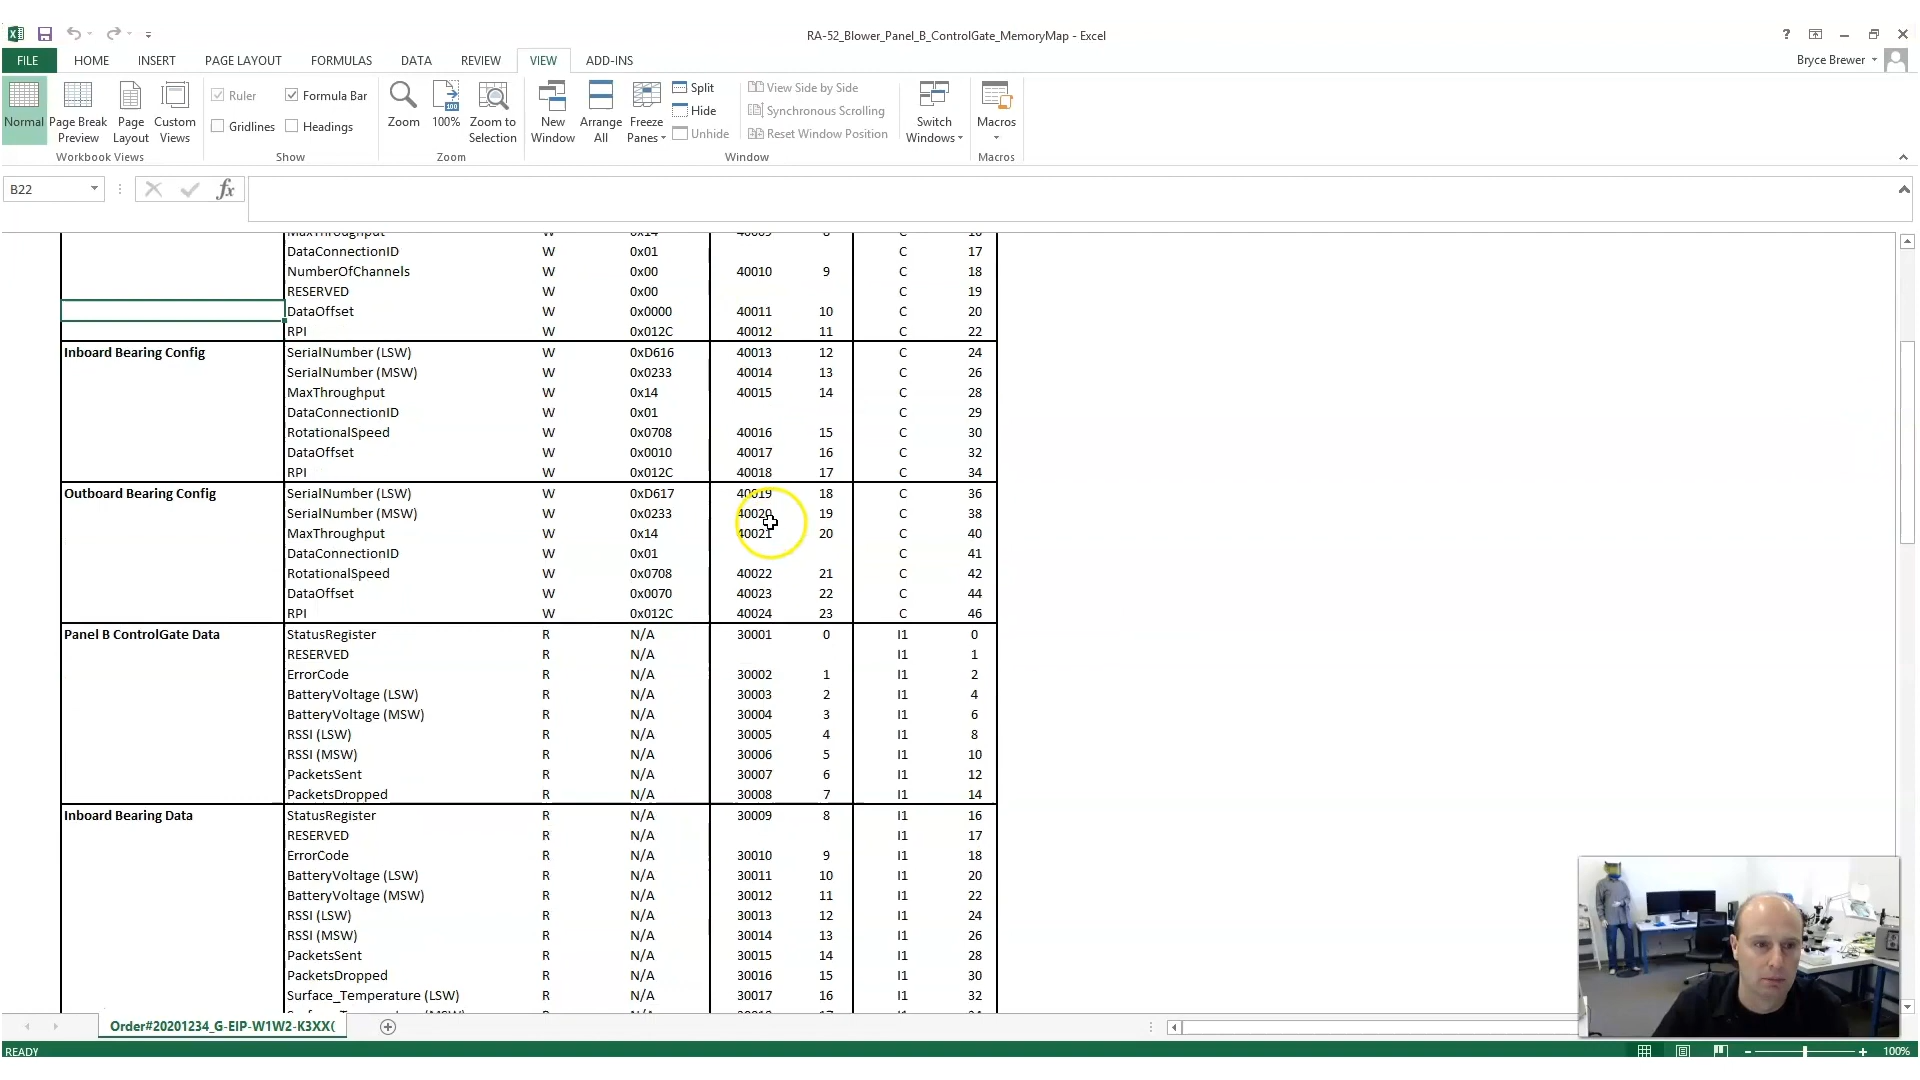 RA-52_Blower_Panel_B_ControlGate_MemoryMap - Excel
?
FILE HOME INSERT PAGE LAYOUT FORMULAS DATA REVIEW VIEW ADD-INS Bryce Brewer
Normal Page Break Preview Page Layout Custom Views
Workbook Views
Ruler Formula Bar
Gridlines Headings
Show
Zoom 100% Zoom to Selection
Zoom
New Window Arrange All Freeze Panes
Split
Hide
Unhide
View Side by Side
Synchronous Scrolling
Reset Window Position
Window
Switch Windows
Macros
Macros
B22 fx
MaxThroughput W 0x14 40009 8 C 16
DataConnectionID W 0x01 C 17
NumberOfChannels W 0x00 40010 9 C 18
RESERVED W 0x00 C 19
DataOffset W 0x0000 40011 10 C 20
RPI W 0x012C 40012 11 C 22
Inboard Bearing Config SerialNumber (LSW) W 0xD616 40013 12 C 24
SerialNumber (MSW) W 0x0233 40014 13 C 26
MaxThroughput W 0x14 40015 14 C 28
DataConnectionID W 0x01 C 29
RotationalSpeed W 0x0708 40016 15 C 30
DataOffset W 0x0010 40017 16 C 32
RPI W 0x012C 40018 17 C 34
Outboard Bearing Config SerialNumber (LSW) W 0xD617 40019 18 C 36
SerialNumber (MSW) W 0x0233 40020 19 C 38
MaxThroughput W 0x14 40021 20 C 40
DataConnectionID W 0x01 C 41
RotationalSpeed W 0x0708 40022 21 C 42
DataOffset W 0x0070 40023 22 C 44
RPI W 0x012C 40024 23 C 46
Panel B ControlGate Data StatusRegister R N/A 30001 0 I1 0
RESERVED R N/A I1 1
ErrorCode R N/A 30002 1 I1 2
BatteryVoltage (LSW) R N/A 30003 2 I1 4
BatteryVoltage (MSW) R N/A 30004 3 I1 6
RSSI (LSW) R N/A 30005 4 I1 8
RSSI (MSW) R N/A 30006 5 I1 10
PacketsSent R N/A 30007 6 I1 12
PacketsDropped R N/A 30008 7 I1 14
Inboard Bearing Data StatusRegister R N/A 30009 8 I1 16
RESERVED R N/A I1 17
ErrorCode R N/A 30010 9 I1 18
BatteryVoltage (LSW) R N/A 30011 10 I1 20
BatteryVoltage (MSW) R N/A 30012 11 I1 22
RSSI (LSW) R N/A 30013 12 I1 24
RSSI (MSW) R N/A 30014 13 I1 26
PacketsSent R N/A 30015 14 I1 28
PacketsDropped R N/A 30016 15 I1 30
Surface_Temperature (LSW) R N/A 30017 16 I1 32
Order#20201234_G-EIP-W1W2-K3XX(
READY 100%